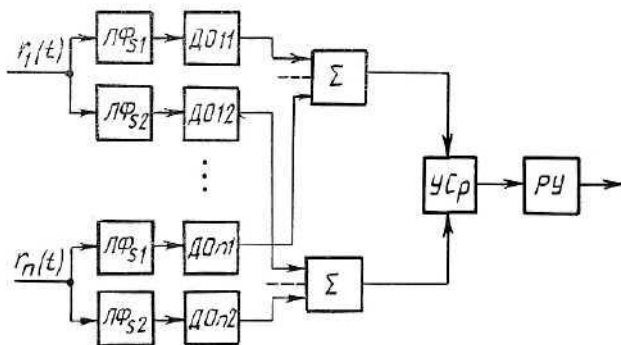 r₁(t)
ЛФs1
ДО11
ЛФs2
ДО12
Σ
УСр
РУ
rₙ(t)
ЛФs1
ДОn1
ЛФs2
ДОn2
Σ